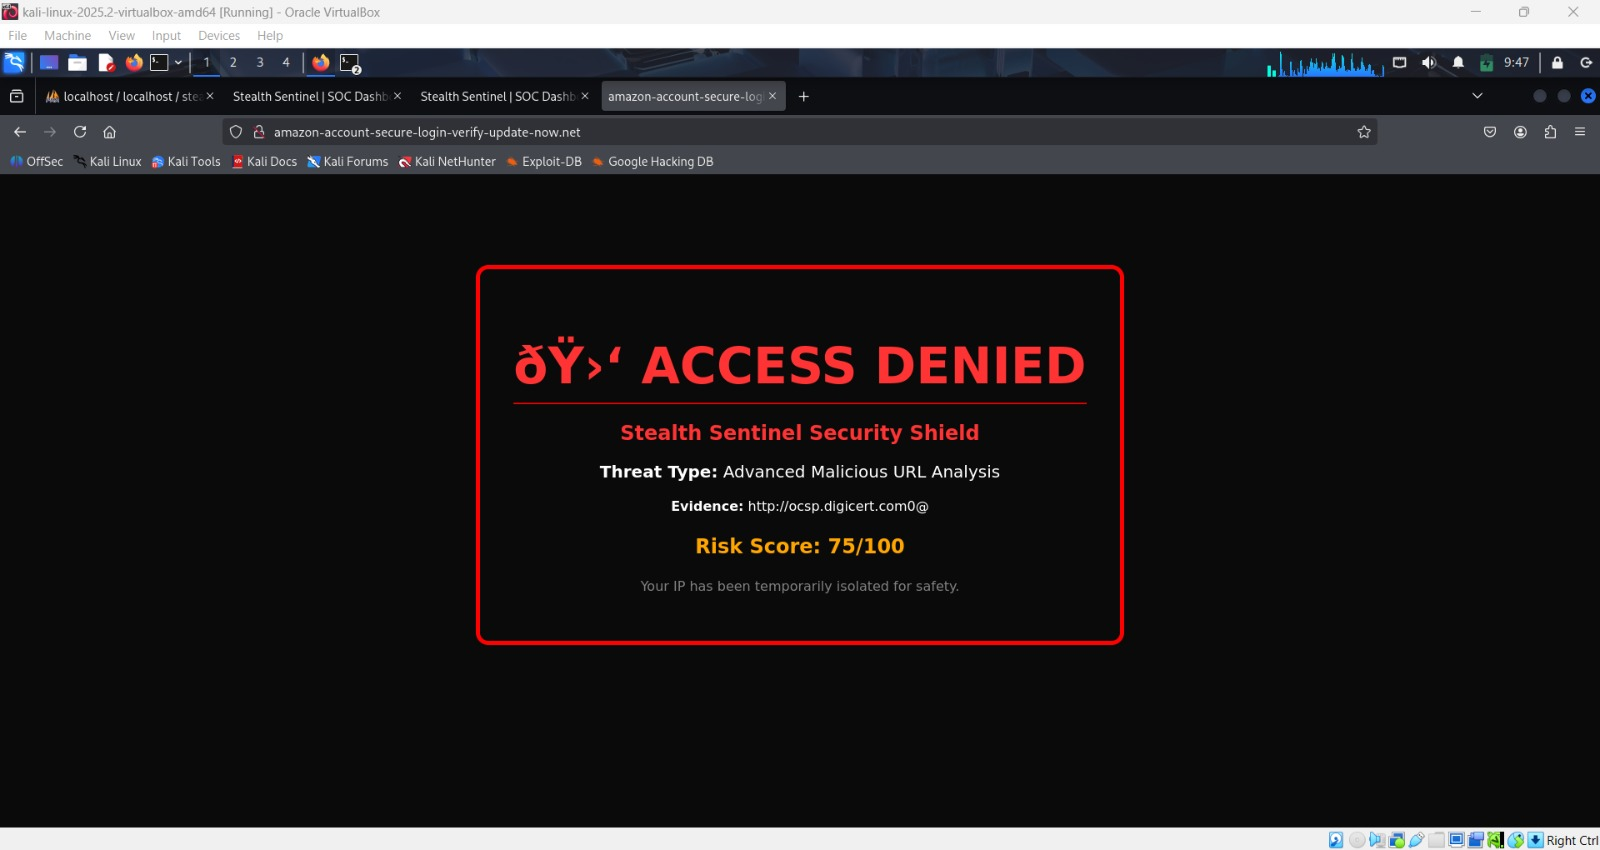 kali-linux-2025.2-virtualbox-amd64 [Running] - Oracle VirtualBox
File Machine View Input Devices Help
1 2 3 4 2 9:47
localhost / localhost / ste Stealth Sentinel | SOC Dashb Stealth Sentinel | SOC Dashb amazon-account-secure-log
amazon-account-secure-login-verify-update-now.net
OffSec Kali Linux Kali Tools Kali Docs Kali Forums Kali NetHunter Exploit-DB Google Hacking DB
ðŸ›‘ ACCESS DENIED
Stealth Sentinel Security Shield
Threat Type: Advanced Malicious URL Analysis
Evidence: http://ocsp.digicert.com0@
Risk Score: 75/100
Your IP has been temporarily isolated for safety.
Right Ctrl